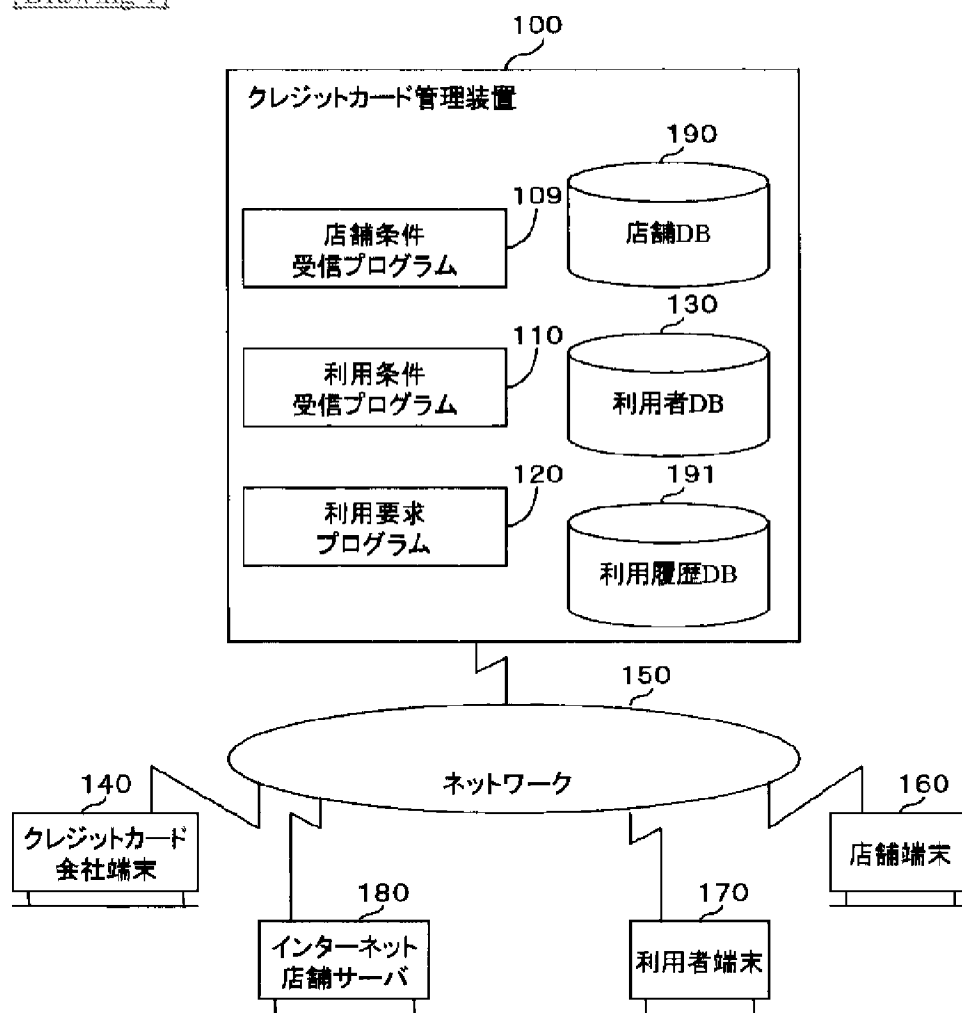 [Drawing 1]
100
クレジットカード管理装置
190
109
店舗条件
受信プログラム
店舗DB
110
130
利用条件
受信プログラム
利用者DB
120
191
利用要求
プログラム
利用履歴DB
150
ネットワーク
140
160
クレジットカード
会社端末
店舗端末
180
170
インターネット
店舗サーバ
利用者端末